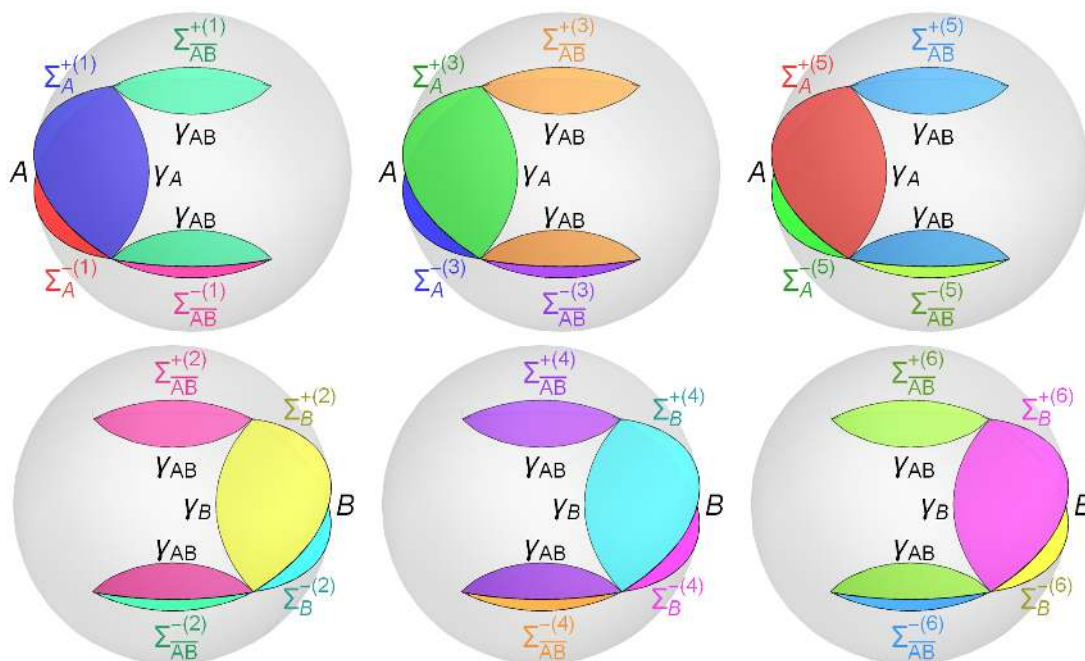 Σ_{\overline{AB}}^{+(1)} Σ_{\overline{AB}}^{+(3)} Σ_{\overline{AB}}^{+(5)}
Σ_A^{+(1)} Σ_A^{+(3)} Σ_A^{+(5)}
γ_{AB} γ_{AB} γ_{AB}
A γ_A A γ_A A γ_A
γ_{AB} γ_{AB} γ_{AB}
Σ_A^{-(1)} Σ_A^{-(3)} Σ_A^{-(5)}
Σ_{\overline{AB}}^{-(1)} Σ_{\overline{AB}}^{-(3)} Σ_{\overline{AB}}^{-(5)}
Σ_{\overline{AB}}^{+(2)} Σ_{\overline{AB}}^{+(4)} Σ_{\overline{AB}}^{+(6)}
Σ_B^{+(2)} Σ_B^{+(4)} Σ_B^{+(6)}
γ_{AB} γ_{AB} γ_{AB}
γ_B B γ_B B γ_B B
γ_{AB} γ_{AB} γ_{AB}
Σ_B^{-(2)} Σ_B^{-(4)} Σ_B^{-(6)}
Σ_{\overline{AB}}^{-(2)} Σ_{\overline{AB}}^{-(4)} Σ_{\overline{AB}}^{-(6)}